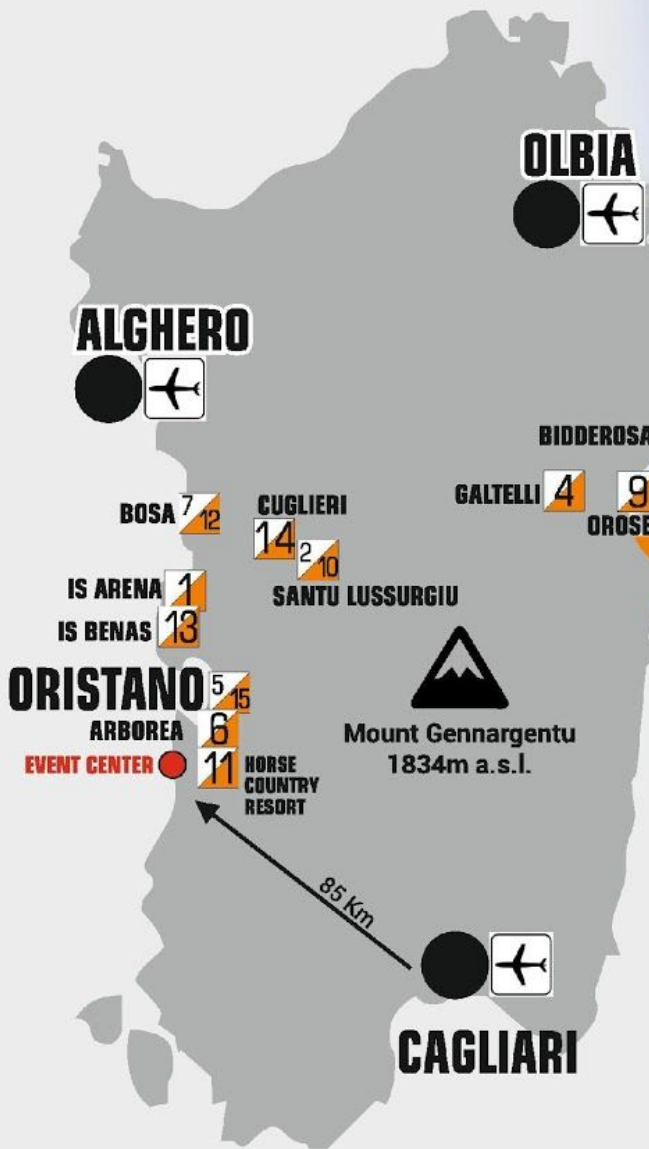 OLBIA
ALGHERO
BIDDEROSA
GALTELLI 4 9
OROSE
BOSA 7 12
CUGLIERI
14 2 10
SANTU LUSSURGIU
IS ARENA 1
IS BENAS 13
ORISTANO 5 15
ARBOREA 6
EVENT CENTER 11 HORSE
COUNTRY
RESORT
Mount Gennargentu
1834m a.s.l.
85 Km
CAGLIARI